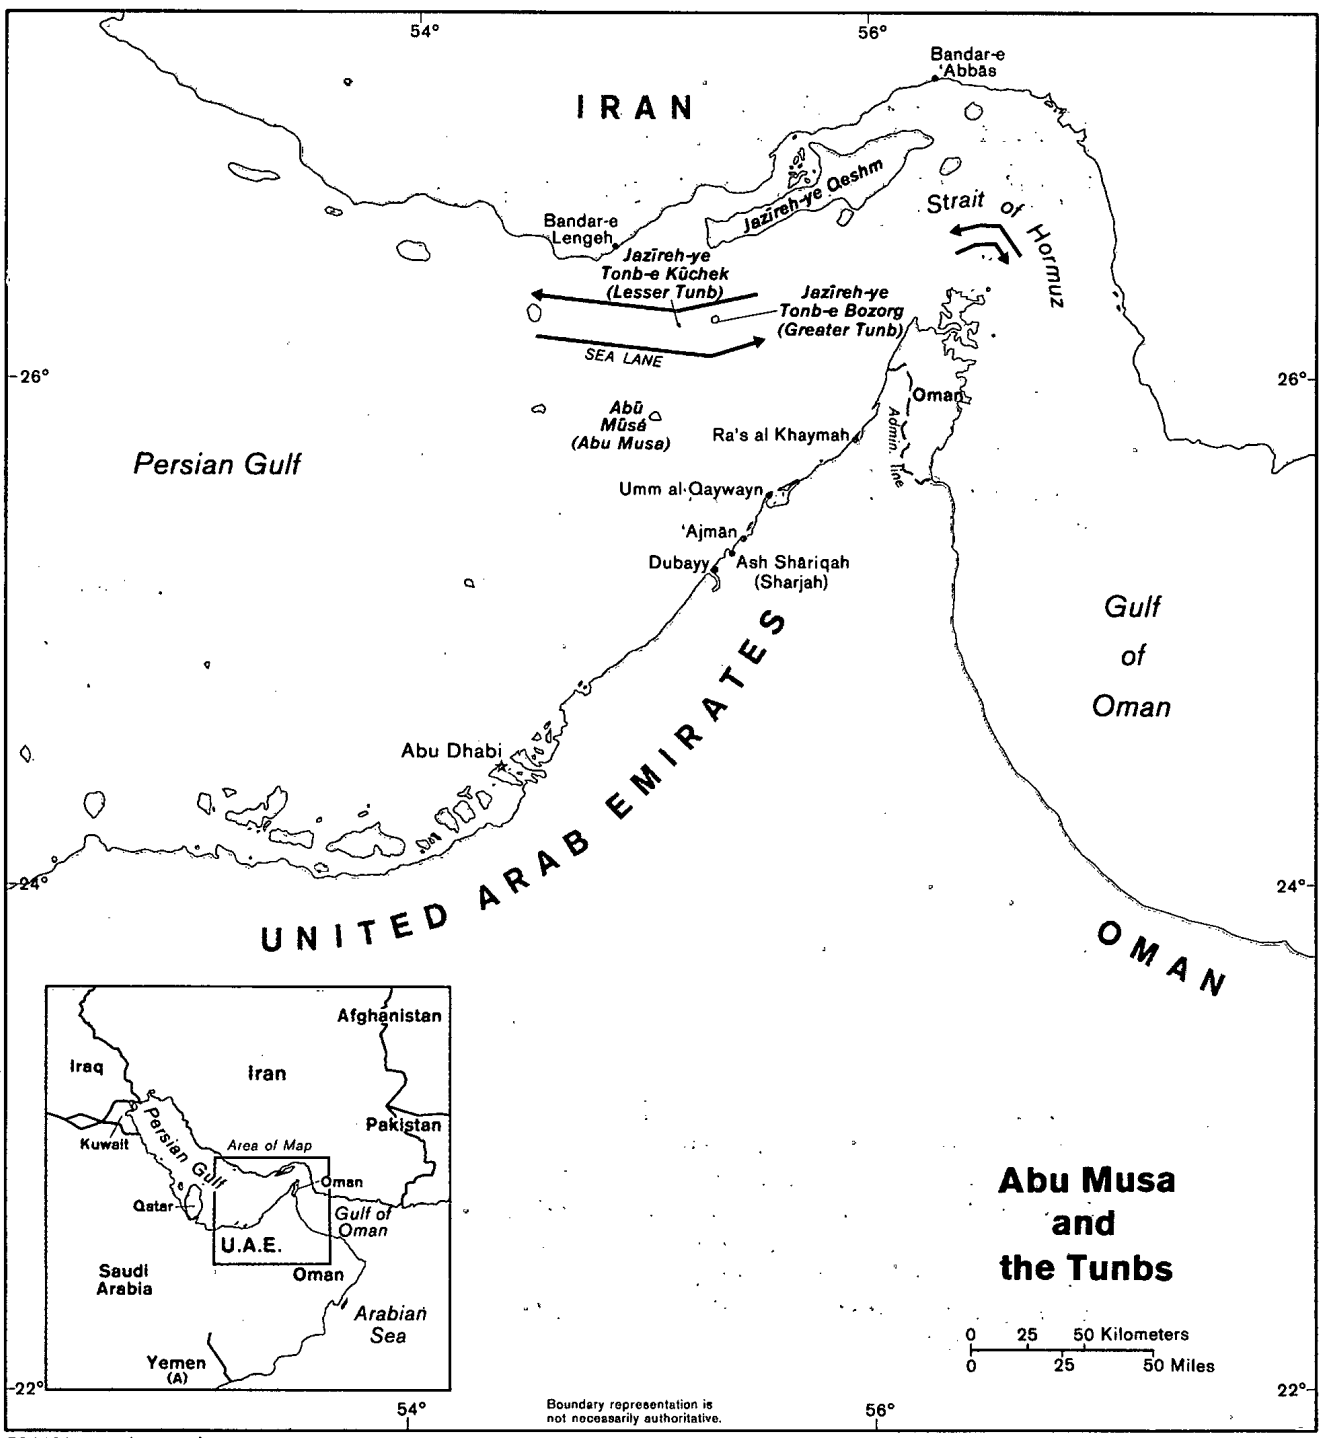 54°
56°
Bandar-e
'Abbās
IRAN
Jazīreh-ye Qeshm
Strait of Hormuz
Bandar-e
Lengeh
Jazīreh-ye
Tonb-e Kūchek
(Lesser Tunb)
Jazīreh-ye
Tonb-e Bozorg
(Greater Tunb)
SEA LANE
26°
26°
Oman
Admin. line
Abū
Mūsá
(Abu Musa)
Ra's al Khaymah
Persian Gulf
Umm al Qaywayn
'Ajmān
Dubayy
Ash Shāriqah
(Sharjah)
Gulf
of
Oman
Abu Dhabi
UNITED ARAB EMIRATES
24°
24°
OMAN
Afghanistan
Iraq
Iran
Pakistan
Kuwait
Persian Gulf
Area of Map
Oman
Qatar
Gulf of
Oman
U.A.E.
Saudi
Arabia
Oman
Arabian
Sea
Yemen
(A)
Abu Musa
and
the Tunbs
0 25 50 Kilometers
0 25 50 Miles
22°
22°
54°
56°
Boundary representation is
not necessarily authoritative.